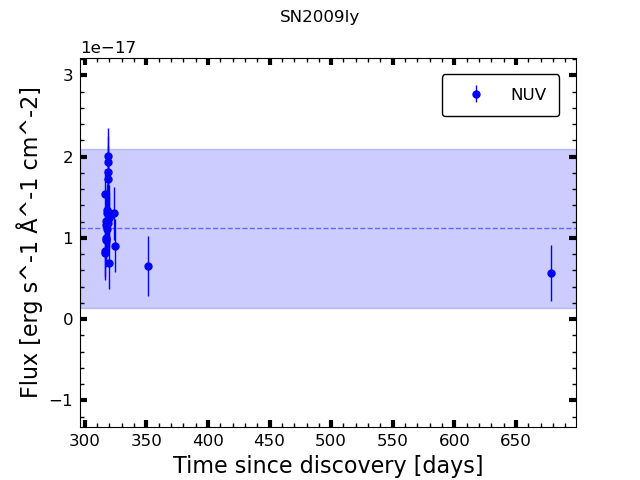 SN2009ly
1e−17
3
2
1
0
−1
Flux [erg s^-1 Å^-1 cm^-2]
NUV
300 350 400 450 500 550 600 650
Time since discovery [days]